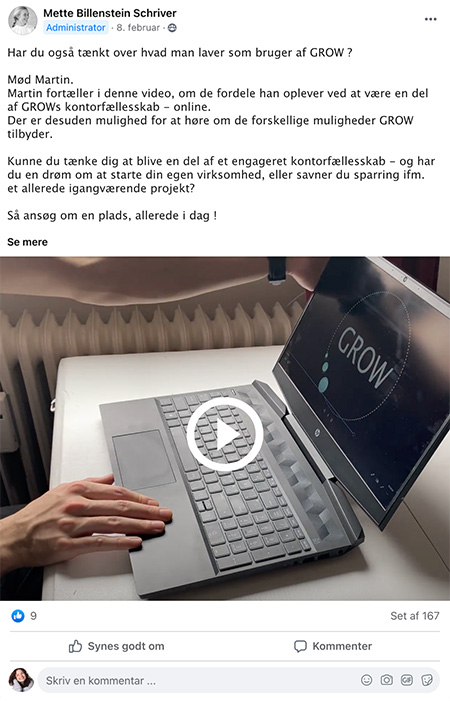 Mette Billenstein Schriver
Administrator · 8. februar ·
Har du også tænkt over hvad man laver som bruger af GROW ?
Mød Martin.
Martin fortæller i denne video, om de fordele han oplever ved at være en del
af GROWs kontorfællesskab – online.
Der er desuden mulighed for at høre om de forskellige muligheder GROW
tilbyder.
Kunne du tænke dig at blive en del af et engageret kontorfællesskab – og har
du en drøm om at starte din egen virksomhed, eller savner du sparring ifm.
et allerede igangværende projekt?
Så ansøg om en plads, allerede i dag !
Se mere
GROW
hp
9
Set af 167
Synes godt om
Kommenter
Skriv en kommentar ...
GIF